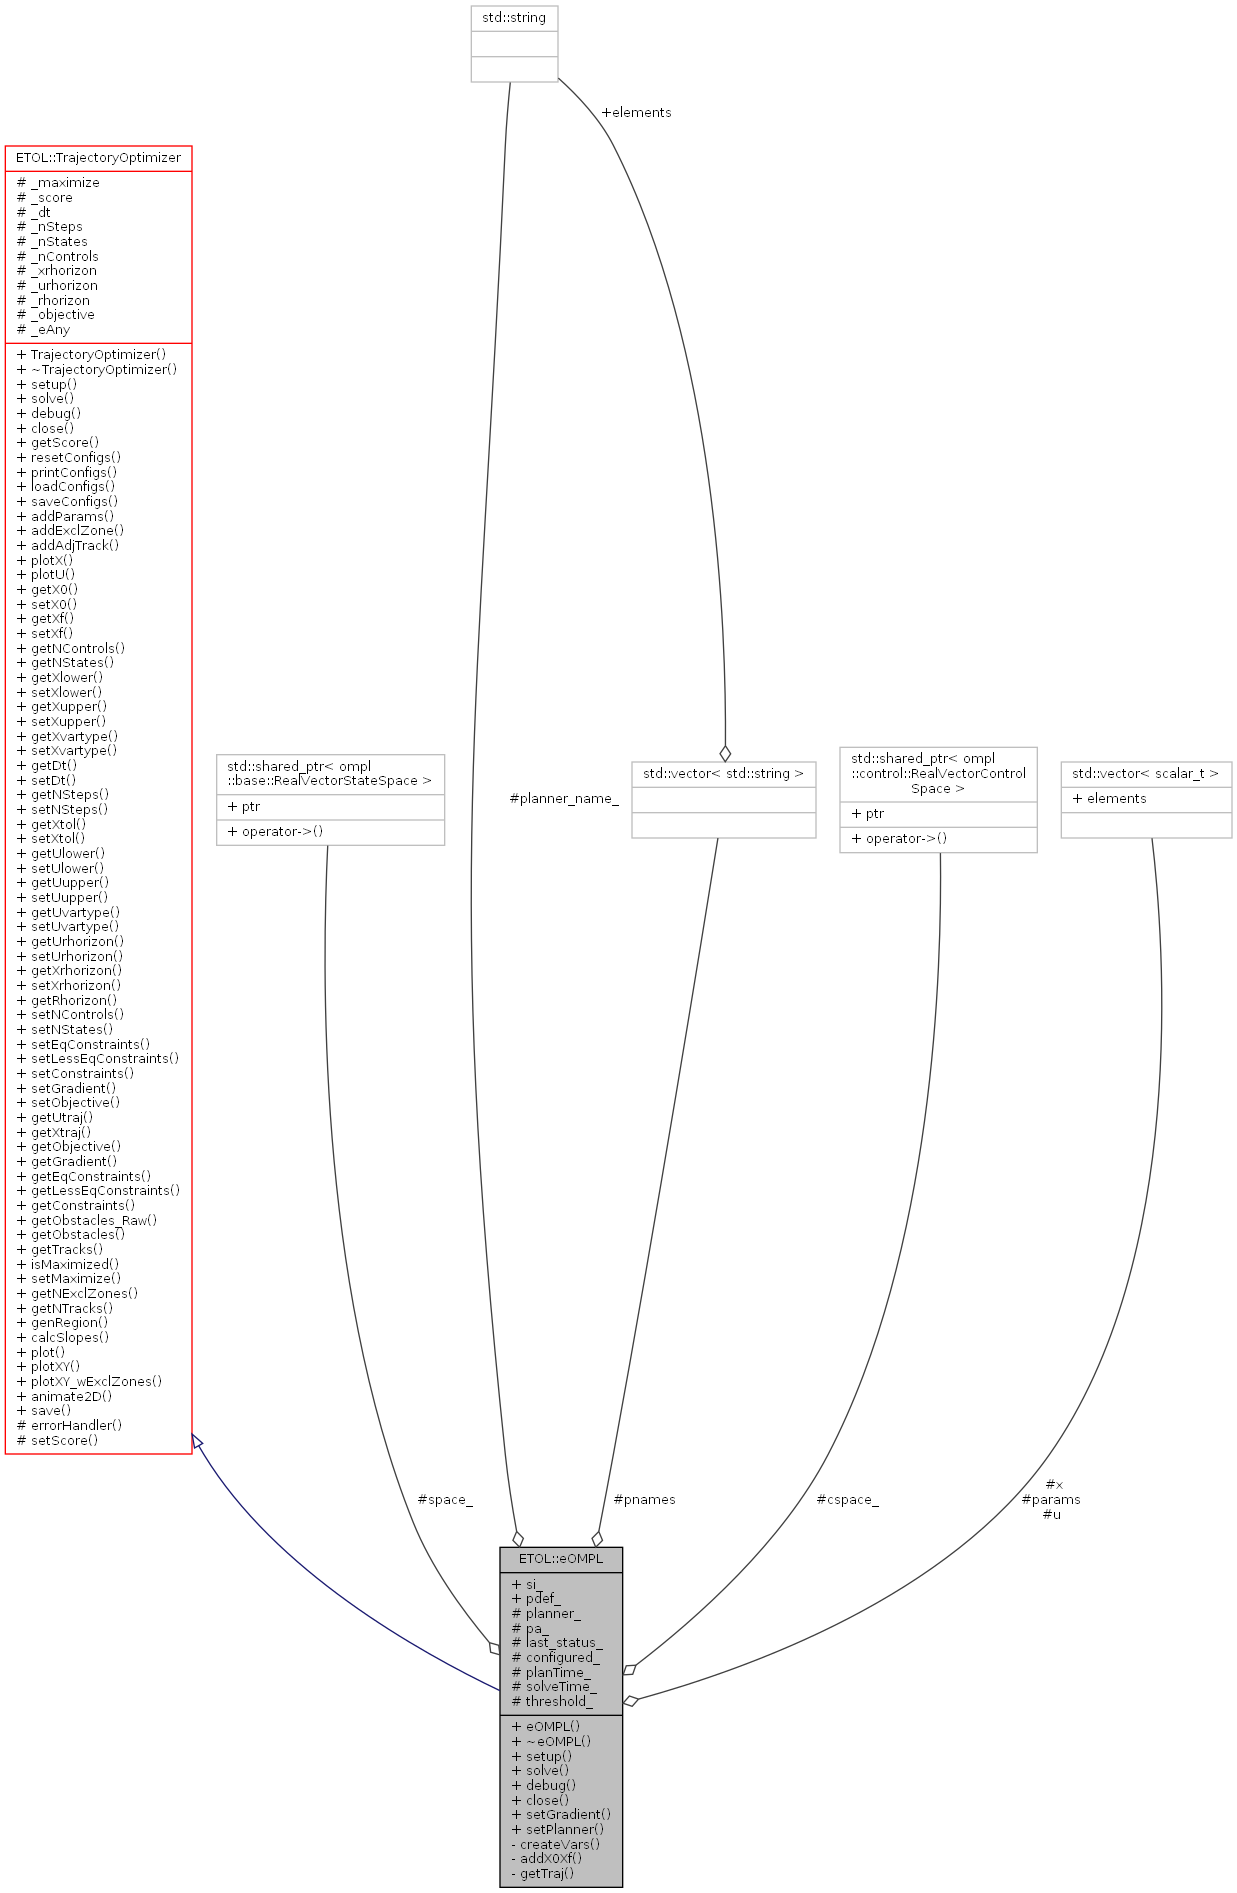 std::string
+elements
ETOL::TrajectoryOptimizer
# _maximize
# _score
# _dt
# _nSteps
# _nStates
# _nControls
# _xrhorizon
# _urhorizon
# _rhorizon
# _objective
# _eAny
+ TrajectoryOptimizer()
+ ~TrajectoryOptimizer()
+ setup()
+ solve()
+ debug()
+ close()
+ getScore()
+ resetConfigs()
+ printConfigs()
+ loadConfigs()
+ saveConfigs()
+ addParams()
+ addExclZone()
+ addAdjTrack()
+ plotX()
+ plotU()
+ getX0()
+ setX0()
+ getXf()
+ setXf()
+ getNControls()
+ getNStates()
+ getXlower()
+ setXlower()
+ getXupper()
+ setXupper()
+ getXvartype()
+ setXvartype()
+ getDt()
+ setDt()
+ getNSteps()
+ setNSteps()
+ getXtol()
+ setXtol()
+ getUlower()
+ setUlower()
+ getUupper()
+ setUupper()
+ getUvartype()
+ setUvartype()
+ getUrhorizon()
+ setUrhorizon()
+ getXrhorizon()
+ setXrhorizon()
+ getRhorizon()
+ setNControls()
+ setNStates()
+ setEqConstraints()
+ setLessEqConstraints()
+ setConstraints()
+ setGradient()
+ setObjective()
+ getUtraj()
+ getXtraj()
+ getObjective()
+ getGradient()
+ getEqConstraints()
+ getLessEqConstraints()
+ getConstraints()
+ getObstacles_Raw()
+ getObstacles()
+ getTracks()
+ isMaximized()
+ setMaximize()
+ getNExclZones()
+ getNTracks()
+ genRegion()
+ calcSlopes()
+ plot()
+ plotXY()
+ plotXY_wExclZones()
+ animate2D()
+ save()
# errorHandler()
# setScore()
std::shared_ptr< ompl
::base::RealVectorStateSpace >
+ ptr
+ operator->()
#planner_name_
std::vector< std::string >
std::shared_ptr< ompl
::control::RealVectorControl
Space >
+ ptr
+ operator->()
std::vector< scalar_t >
+ elements
#space_
#pnames
#cspace_
#x
#params
#u
ETOL::eOMPL
+ si_
+ pdef_
# planner_
# pa_
# last_status_
# configured_
# planTime_
# solveTime_
# threshold_
+ eOMPL()
+ ~eOMPL()
+ setup()
+ solve()
+ debug()
+ close()
+ setGradient()
+ setPlanner()
- createVars()
- addX0Xf()
- getTraj()